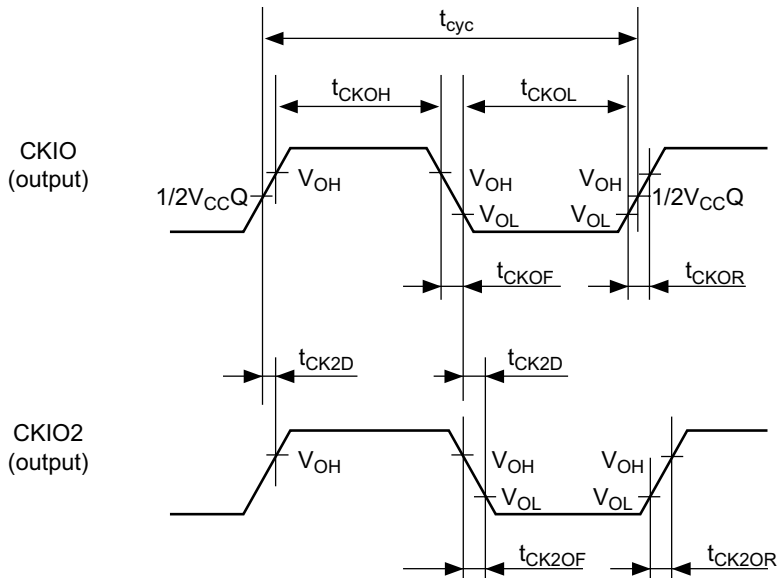 tcyc
tCKOH
tCKOL
CKIO
(output)
VOH
VOH
VOH
1/2VCCQ
1/2VCCQ
VOL
VOL
tCKOF
tCKOR
tCK2D
tCK2D
CKIO2
(output)
VOH
VOH
VOH
VOL
VOL
tCK2OF
tCK2OR